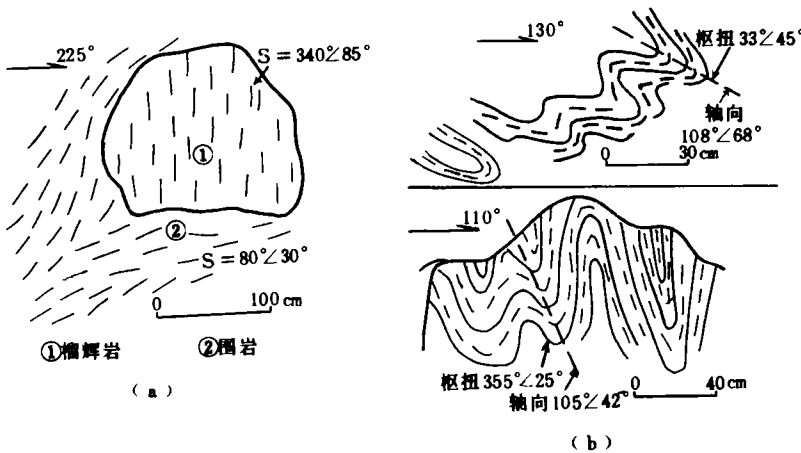 225°
S = 340°∠85°
①
②
S = 80°∠30°
0 100 cm
①榴辉岩 ②围岩
(a)
130°
枢扭 33°∠45°
轴向
108°∠68°
0 30 cm
110°
枢扭 355°∠25°
轴向 105°∠42°
0 40 cm
(b)